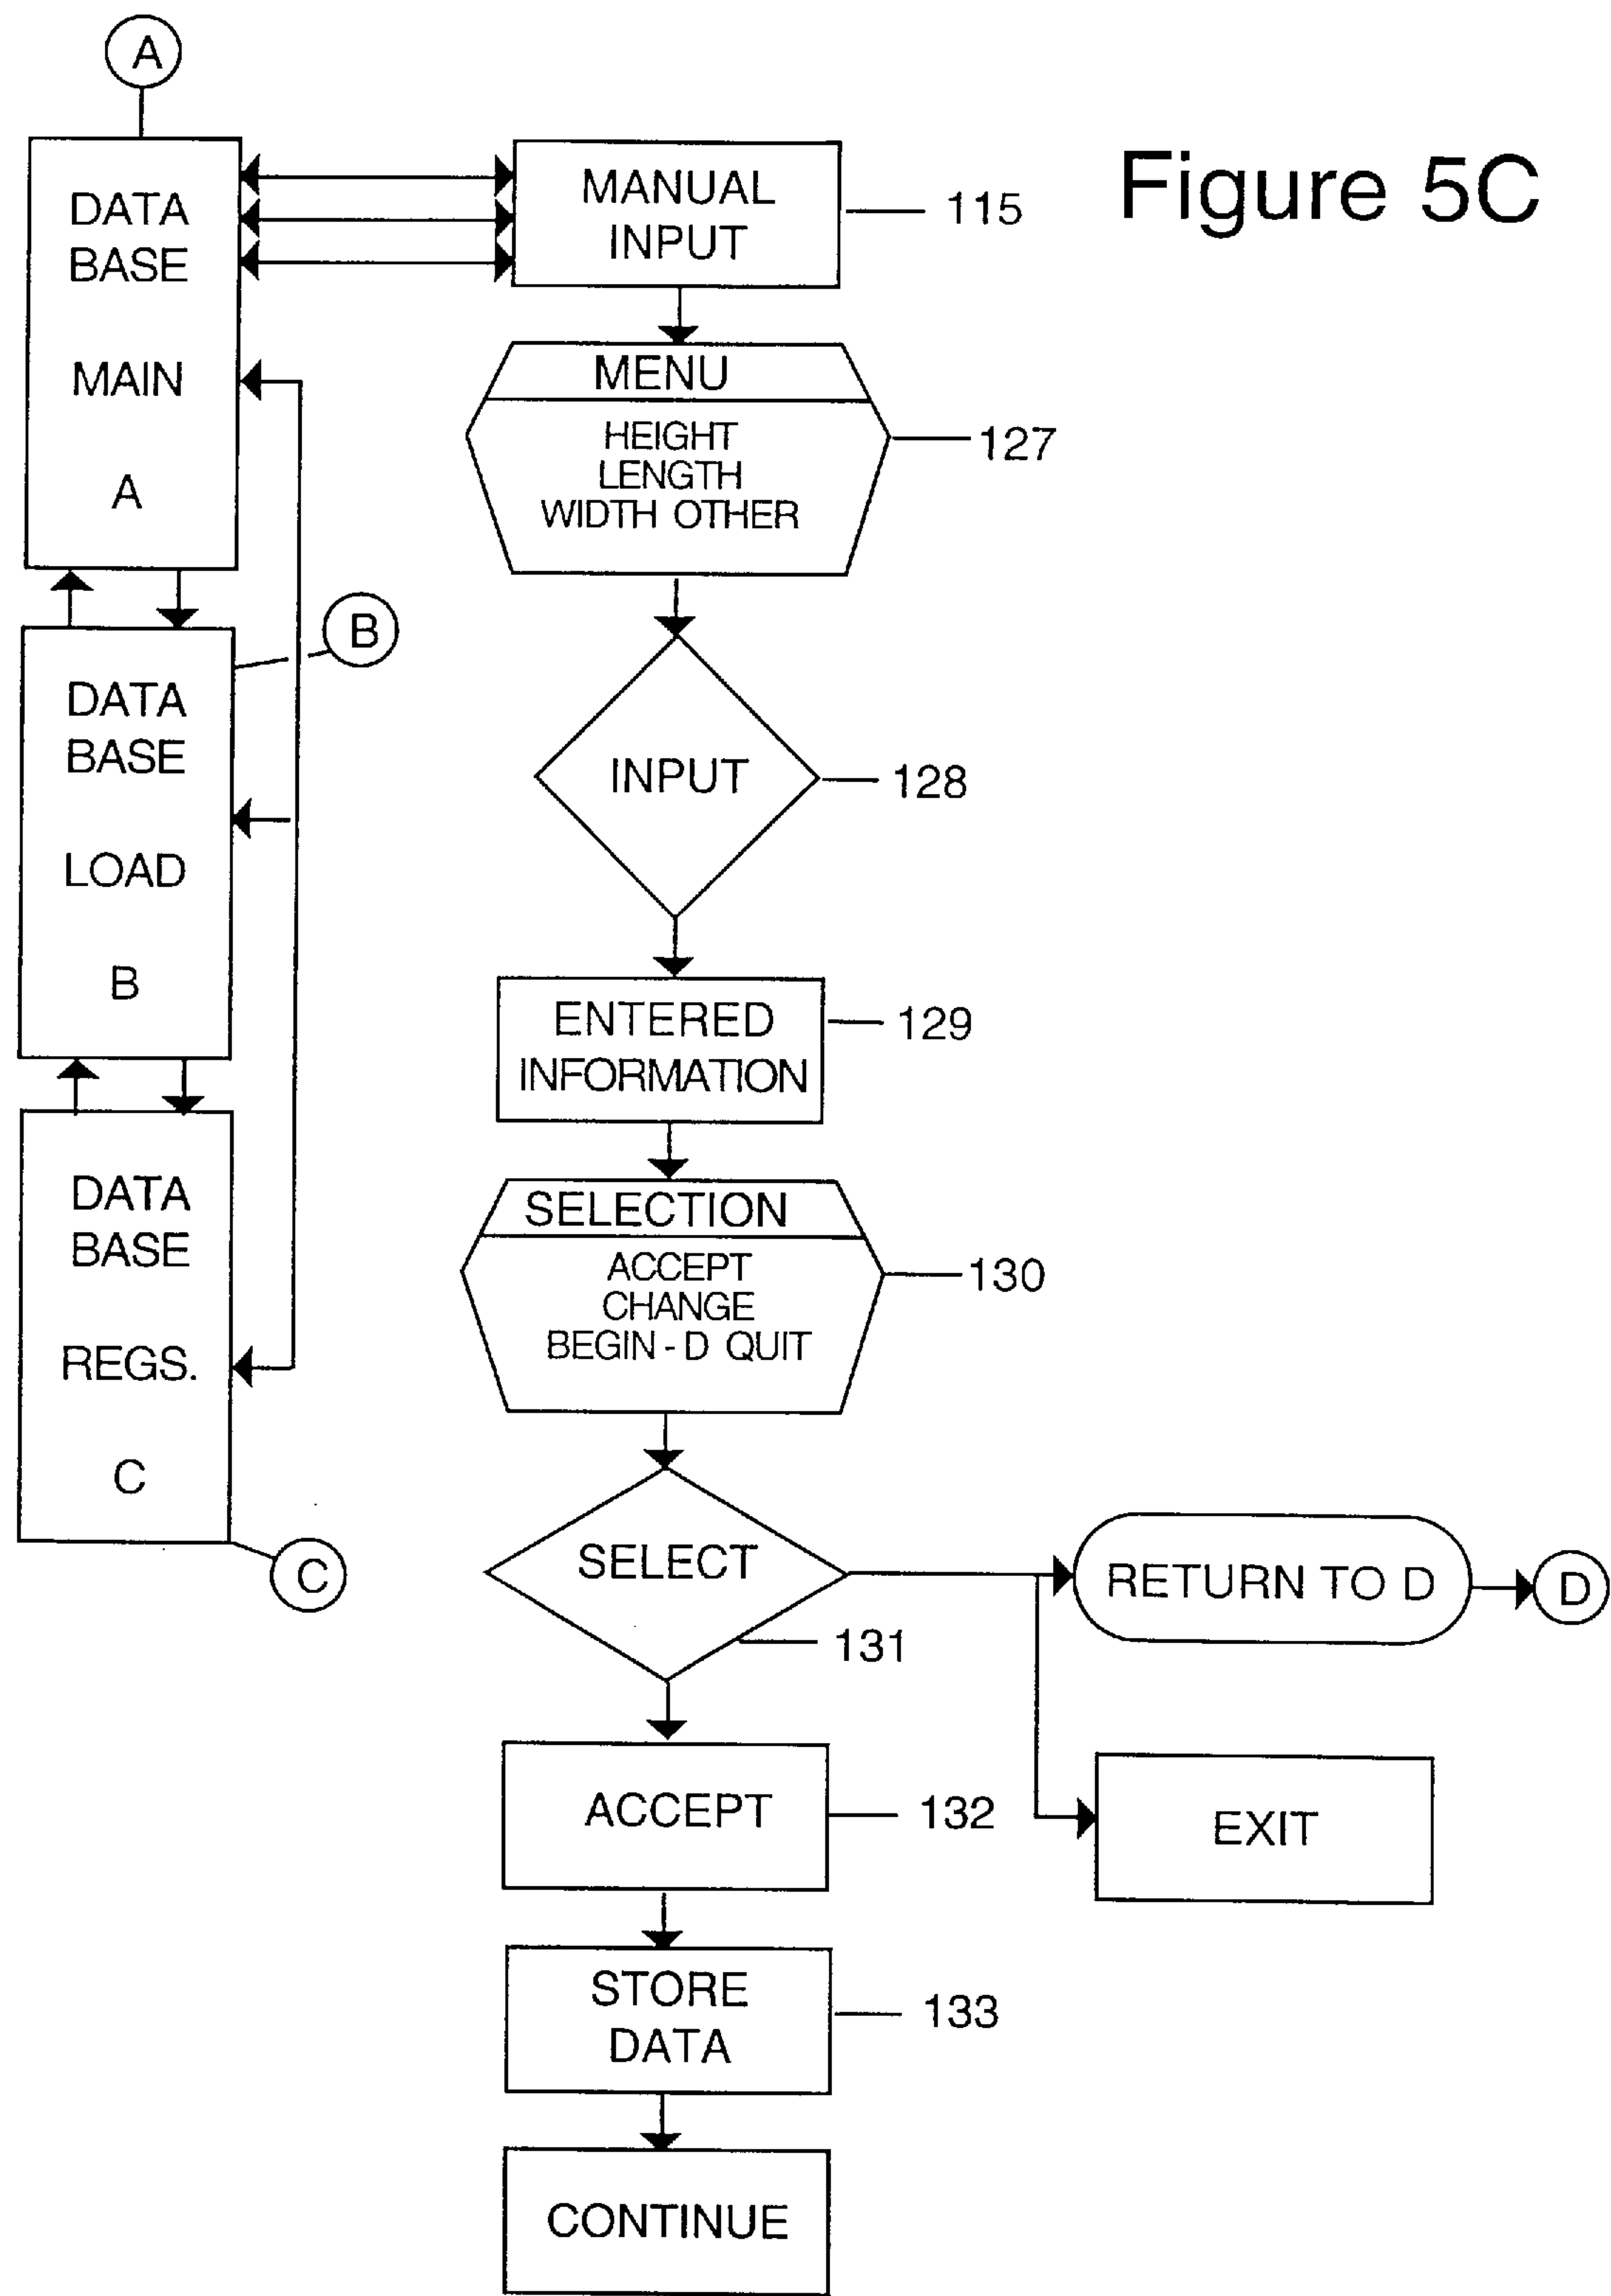 A
Figure 5C
DATA
BASE
MAIN
A
MANUAL
INPUT
115
MENU
HEIGHT
LENGTH
WIDTH OTHER
127
B
DATA
BASE
LOAD
B
INPUT
128
ENTERED
INFORMATION
129
DATA
BASE
REGS.
C
C
SELECTION
ACCEPT
CHANGE
BEGIN - D QUIT
130
SELECT
131
RETURN TO D
D
ACCEPT
132
EXIT
STORE
DATA
133
CONTINUE